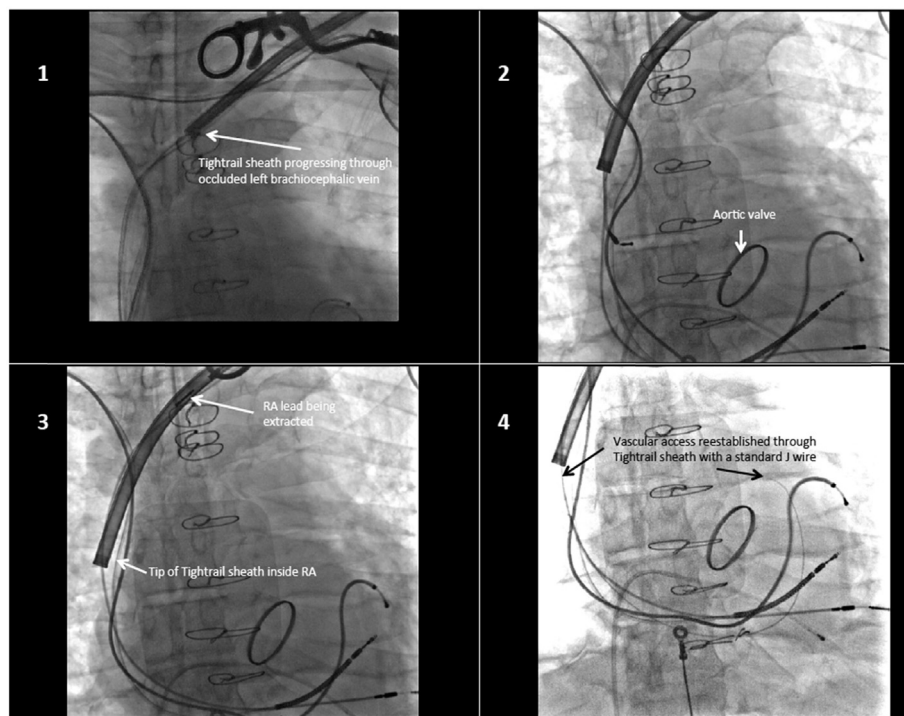 1
Tightrail sheath progressing through
occluded left brachiocephalic vein
2
Aortic valve
3
RA lead being
extracted
Tip of Tightrail sheath inside RA
4
Vascular access reestablished through
Tightrail sheath with a standard J wire